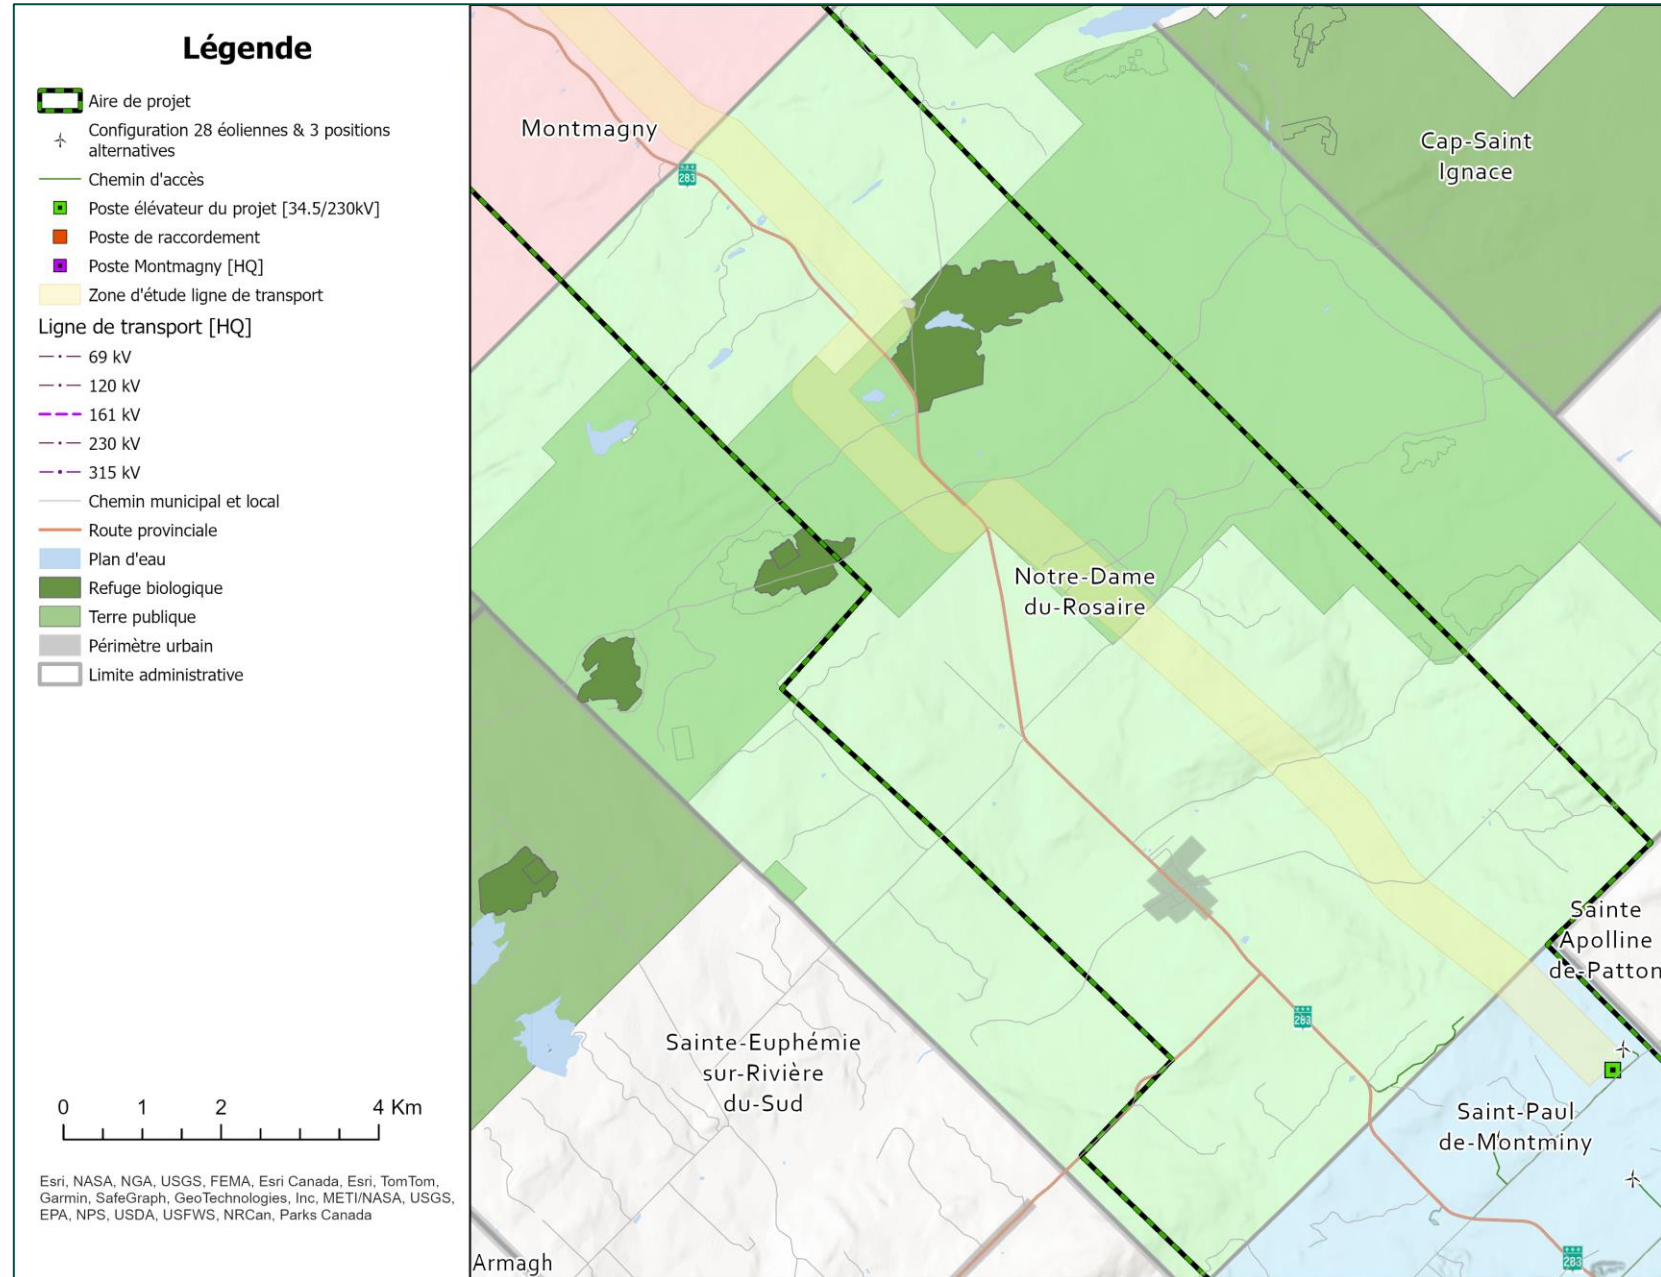 Légende
Aire de projet
Configuration 28 éoliennes & 3 positions
alternatives
Chemin d'accès
Poste élévateur du projet [34.5/230kV]
Poste de raccordement
Poste Montmagny [HQ]
Zone d'étude ligne de transport
Ligne de transport [HQ]
69 kV
120 kV
161 kV
230 kV
315 kV
Chemin municipal et local
Route provinciale
Plan d'eau
Refuge biologique
Terre publique
Périmètre urbain
Limite administrative
0 1 2 4 Km
Esri, NASA, NGA, USGS, FEMA, Esri Canada, Esri, TomTom,
Garmin, SafeGraph, GeoTechnologies, Inc, METI/NASA, USGS,
EPA, NPS, USDA, USFWS, NRCan, Parks Canada
Montmagny
283
Cap-Saint
Ignace
Notre-Dame
du-Rosaire
Sainte
Apolline
de-Patton
283
Sainte-Euphémie
sur-Rivière
du-Sud
Saint-Paul
de-Montminy
283
Armagh